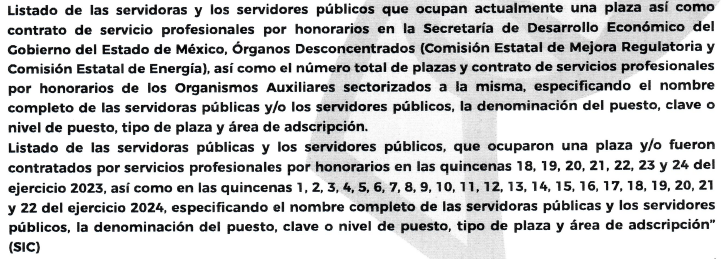 Listado de las servidoras y los servidores públicos que ocupan actualmente una plaza así como
contrato de servicio profesionales por honorarios en la Secretaría de Desarrollo Económico del
Gobierno del Estado de México, Órganos Desconcentrados (Comisión Estatal de Mejora Regulatoria y
Comisión Estatal de Energía), así como el número total de plazas y contrato de servicios profesionales
por honorarios de los Organismos Auxiliares sectorizados a la misma, especificando el nombre
completo de las servidoras públicas y/o los servidores públicos, la denominación del puesto, clave o
nivel de puesto, tipo de plaza y área de adscripción.
Listado de las servidoras públicas y los servidores públicos, que ocuparon una plaza y/o fueron
contratados por servicios profesionales por honorarios en las quincenas 18, 19, 20, 21, 22, 23 y 24 del
ejercicio 2023, así como en las quincenas 1, 2, 3, 4, 5, 6, 7, 8, 9, 10, 11, 12, 13, 14, 15, 16, 17, 18, 19, 20, 21
y 22 del ejercicio 2024, especificando el nombre completo de las servidoras públicas y los servidores
públicos, la denominación del puesto, clave o nivel de puesto, tipo de plaza y área de adscripción"
(SIC)